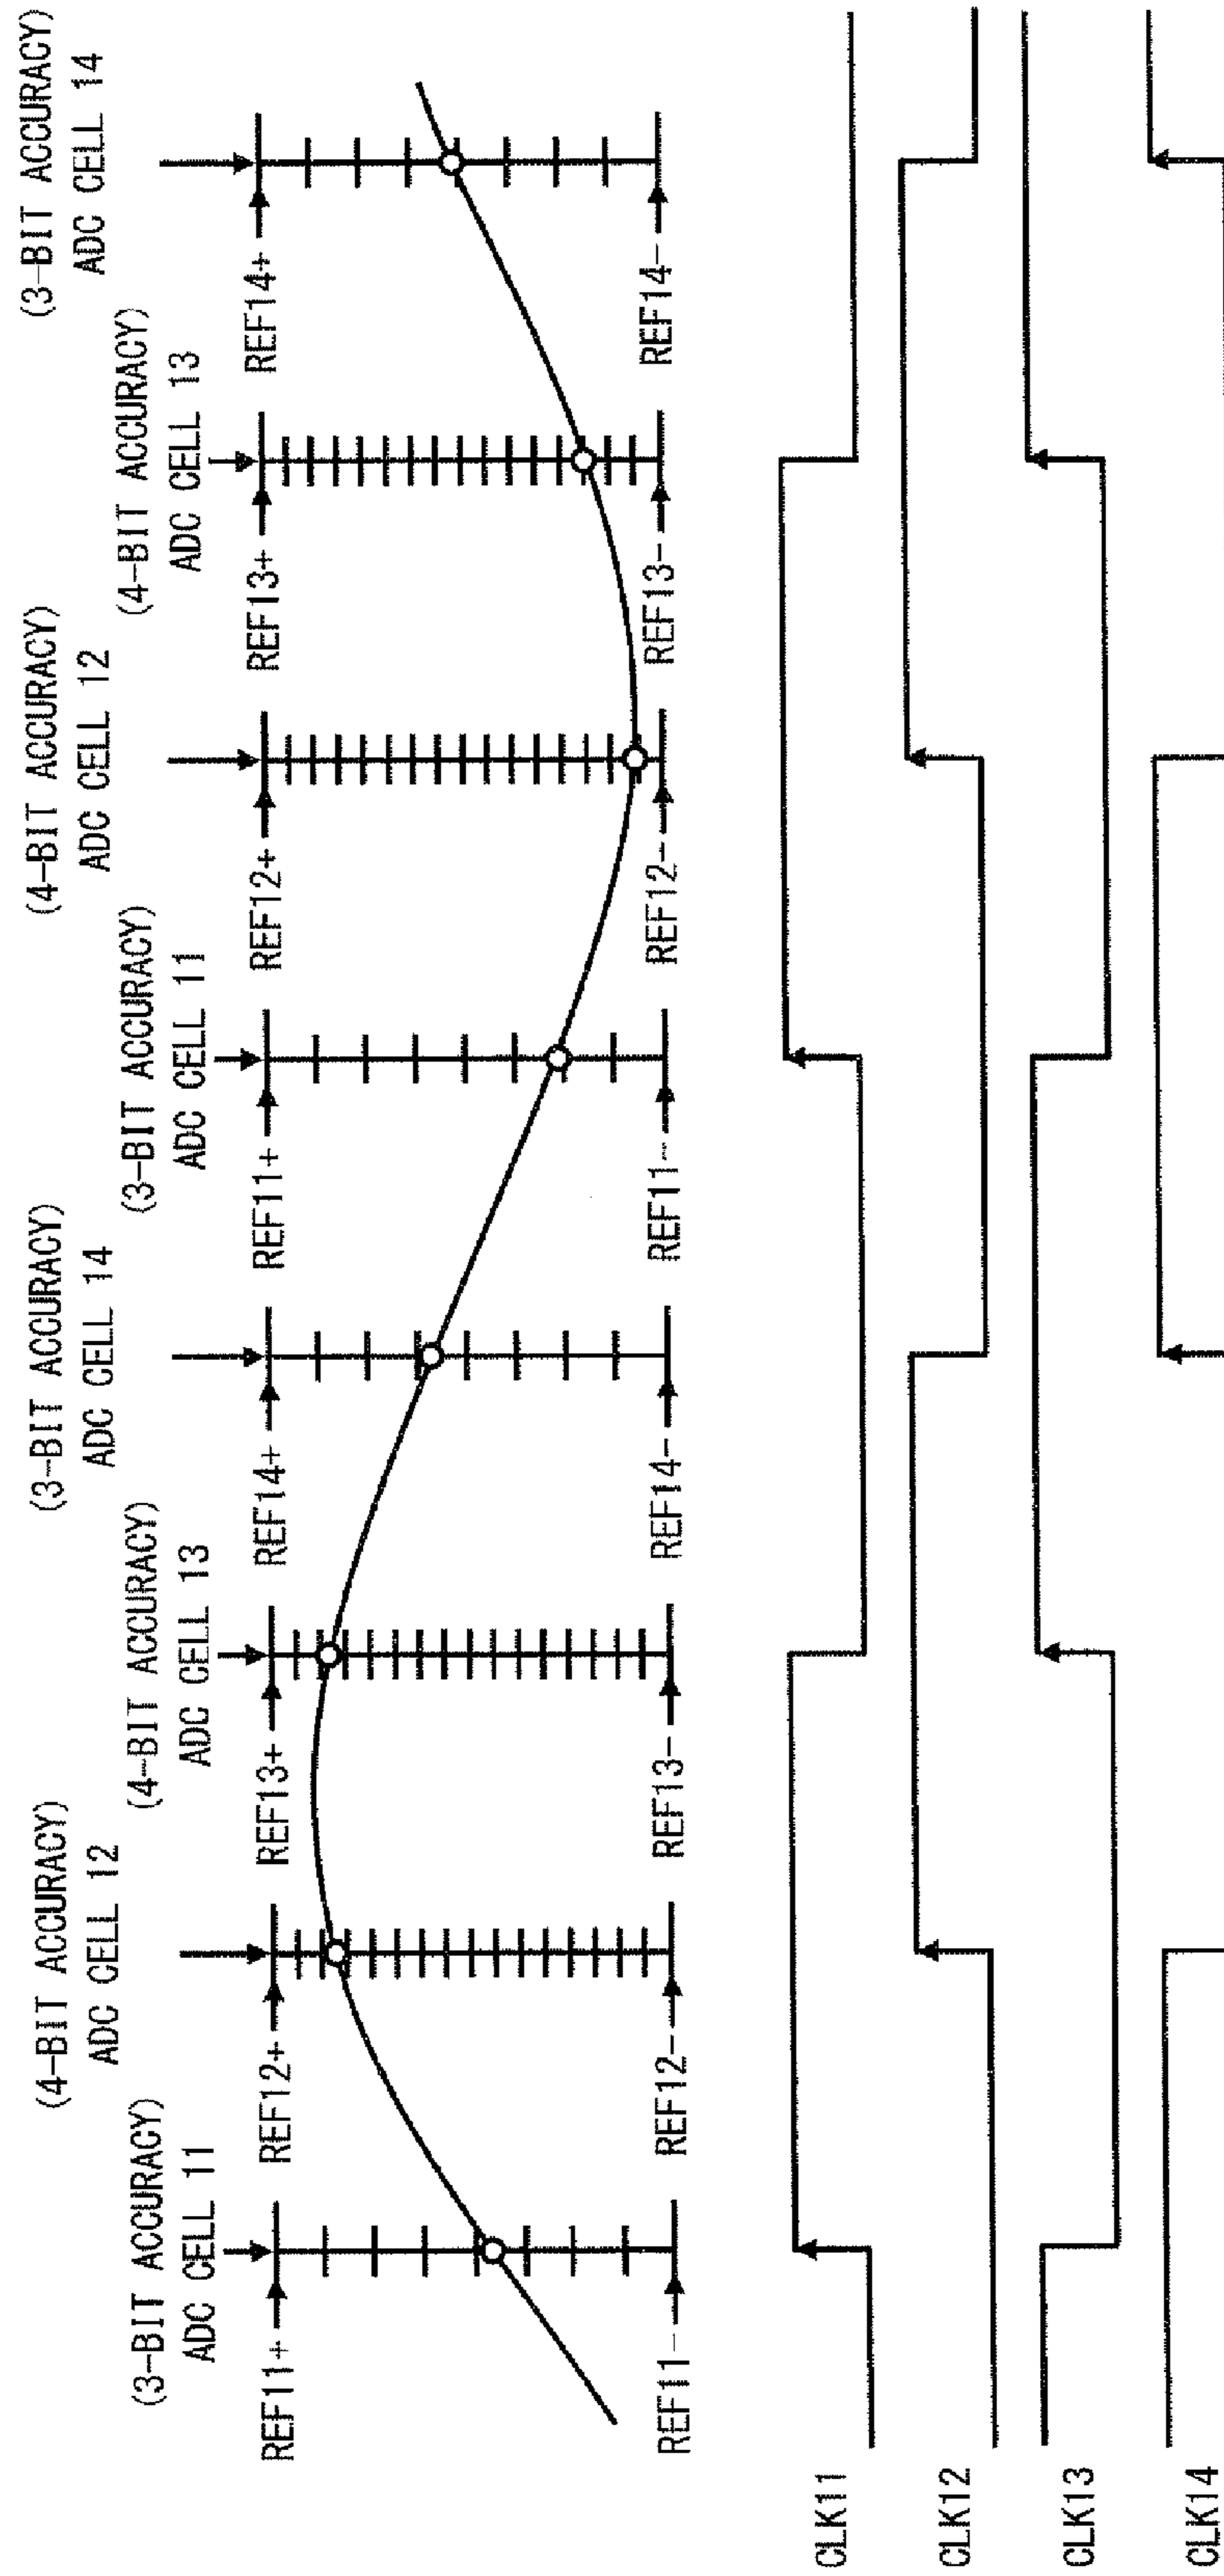 (3-BIT ACCURACY)
ADC CELL 11
(4-BIT ACCURACY)
ADC CELL 12
(4-BIT ACCURACY)
ADC CELL 13
(3-BIT ACCURACY)
ADC CELL 14
(3-BIT ACCURACY)
ADC CELL 11
(4-BIT ACCURACY)
ADC CELL 12
(4-BIT ACCURACY)
ADC CELL 13
(3-BIT ACCURACY)
ADC CELL 14
REF11+
REF12+
REF13+
REF14+
REF11+
REF12+
REF13+
REF14+
REF11-
REF12-
REF13-
REF14-
REF11-
REF12-
REF13-
REF14-
CLK11
CLK12
CLK13
CLK14